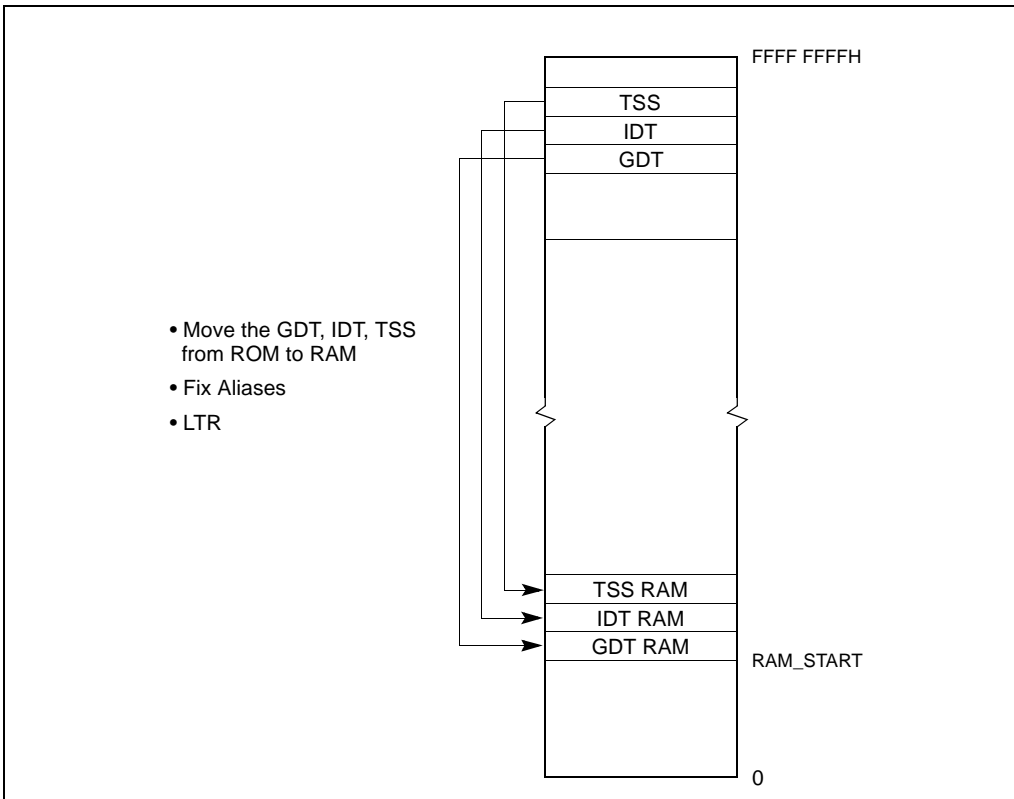 FFFF FFFFH
TSS
IDT
GDT
• Move the GDT, IDT, TSS
from ROM to RAM
• Fix Aliases
• LTR
TSS RAM
IDT RAM
GDT RAM
RAM_START
0